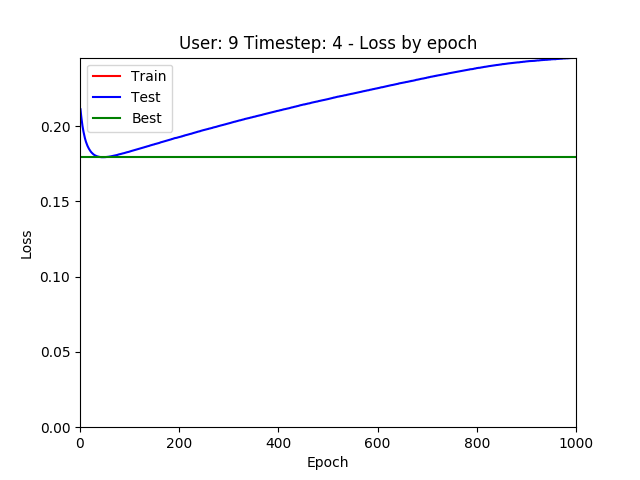 User: 9 Timestep: 4 - Loss by epoch
Train
Test
Best
Loss
0.20
0.15
0.10
0.05
0.00
0 200 400 600 800 1000
Epoch